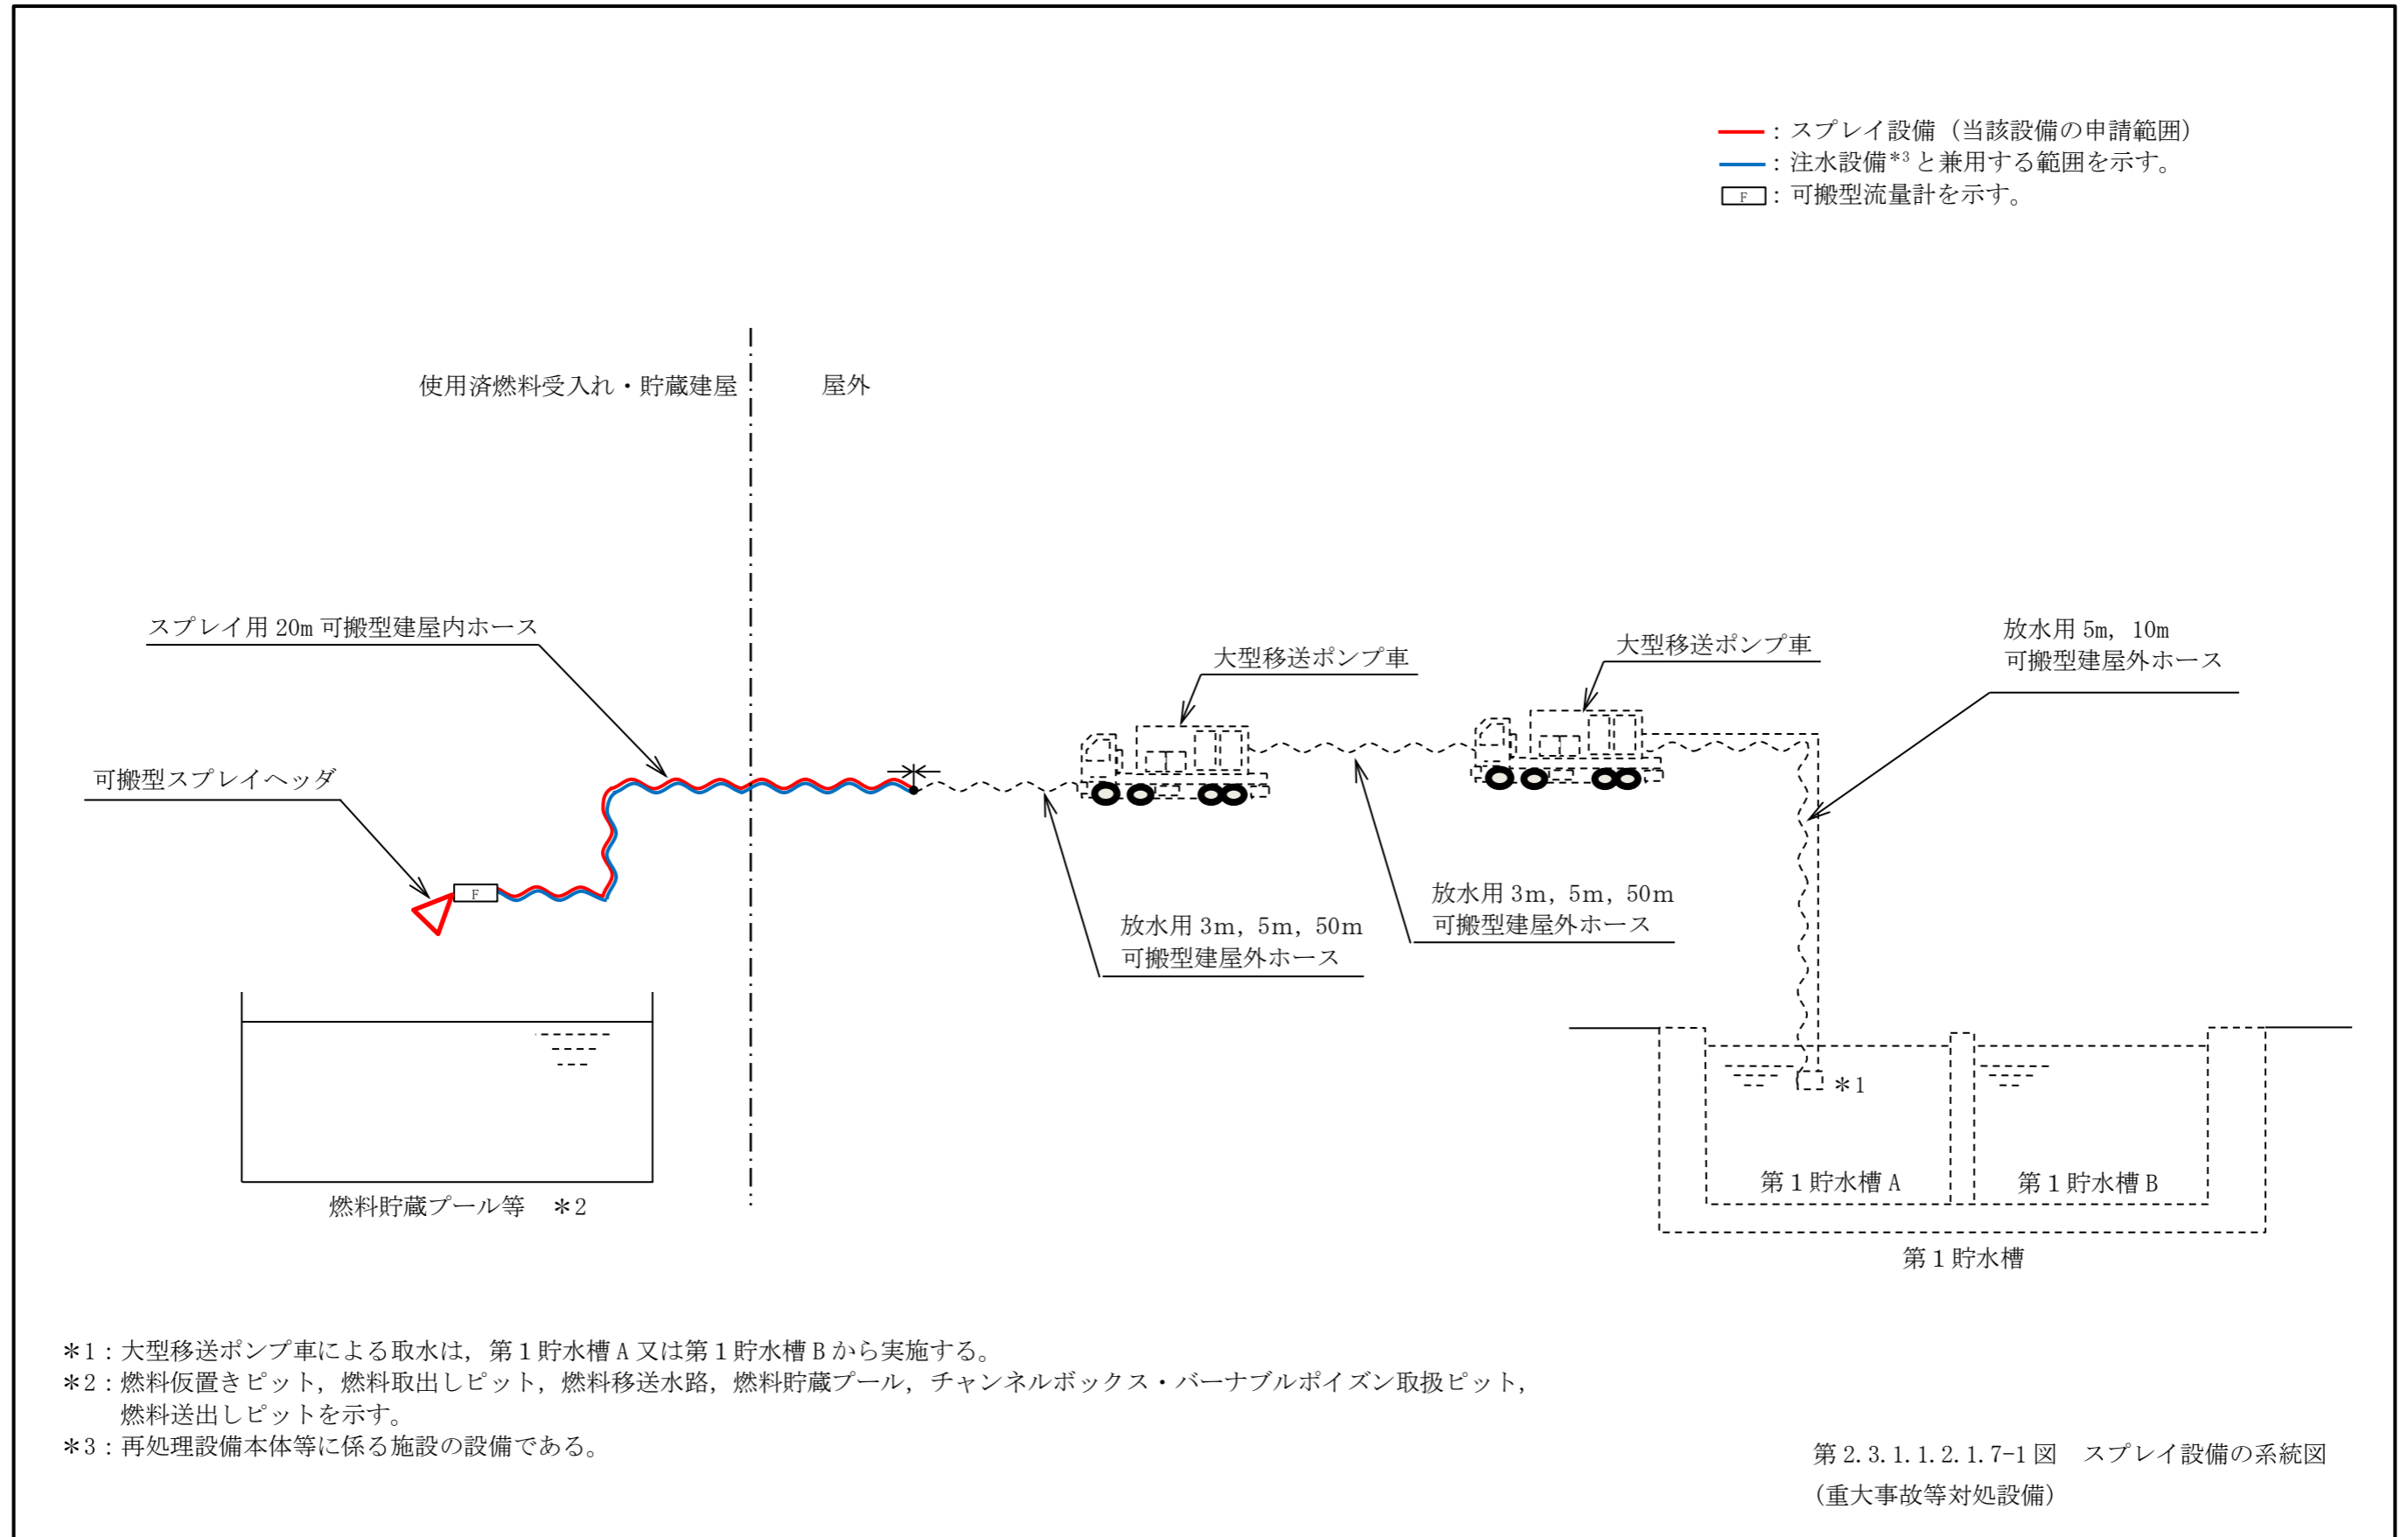 ：スプレイ設備（当該設備の申請範囲）
：注水設備*3と兼用する範囲を示す。
F：可搬型流量計を示す。
使用済燃料受入れ・貯蔵建屋
屋外
スプレイ用 20m 可搬型建屋内ホース
可搬型スプレイヘッダ
F
大型移送ポンプ車
大型移送ポンプ車
放水用 5m, 10m
可搬型建屋外ホース
放水用 3m, 5m, 50m
可搬型建屋外ホース
放水用 3m, 5m, 50m
可搬型建屋外ホース
＊1
第１貯水槽 A
第１貯水槽 B
第１貯水槽
燃料貯蔵プール等　＊2
＊1：大型移送ポンプ車による取水は，第１貯水槽 A 又は第１貯水槽 B から実施する。
＊2：燃料仮置きピット，燃料取出しピット，燃料移送水路，燃料貯蔵プール，チャンネルボックス・バーナブルポイズン取扱ピット，
燃料送出しピットを示す。
＊3：再処理設備本体等に係る施設の設備である。
第 2.3.1.1.2.1.7-1 図　スプレイ設備の系統図
（重大事故等対処設備）